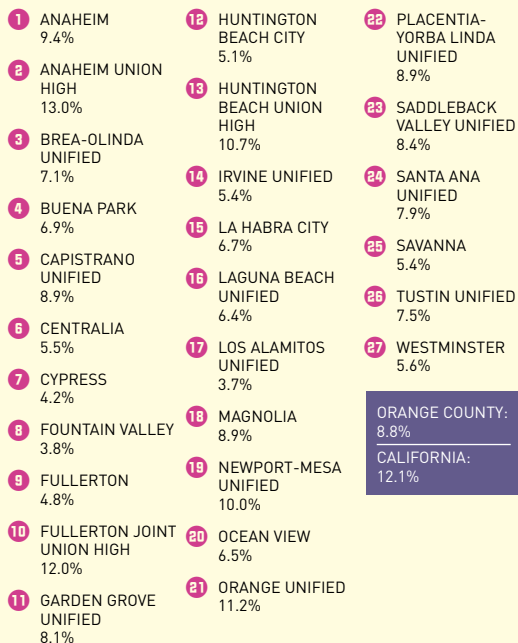 1 ANAHEIM
9.4%
2 ANAHEIM UNION
HIGH
13.0%
3 BREA-OLINDA
UNIFIED
7.1%
4 BUENA PARK
6.9%
5 CAPISTRANO
UNIFIED
8.9%
6 CENTRALIA
5.5%
7 CYPRESS
4.2%
8 FOUNTAIN VALLEY
3.8%
9 FULLERTON
4.8%
10 FULLERTON JOINT
UNION HIGH
12.0%
11 GARDEN GROVE
UNIFIED
8.1%
12 HUNTINGTON
BEACH CITY
5.1%
13 HUNTINGTON
BEACH UNION
HIGH
10.7%
14 IRVINE UNIFIED
5.4%
15 LA HABRA CITY
6.7%
16 LAGUNA BEACH
UNIFIED
6.4%
17 LOS ALAMITOS
UNIFIED
3.7%
18 MAGNOLIA
8.9%
19 NEWPORT-MESA
UNIFIED
10.0%
20 OCEAN VIEW
6.5%
21 ORANGE UNIFIED
11.2%
22 PLACENTIA-
YORBA LINDA
UNIFIED
8.9%
23 SADDLEBACK
VALLEY UNIFIED
8.4%
24 SANTA ANA
UNIFIED
7.9%
25 SAVANNA
5.4%
26 TUSTIN UNIFIED
7.5%
27 WESTMINSTER
5.6%
ORANGE COUNTY:
8.8%
CALIFORNIA:
12.1%